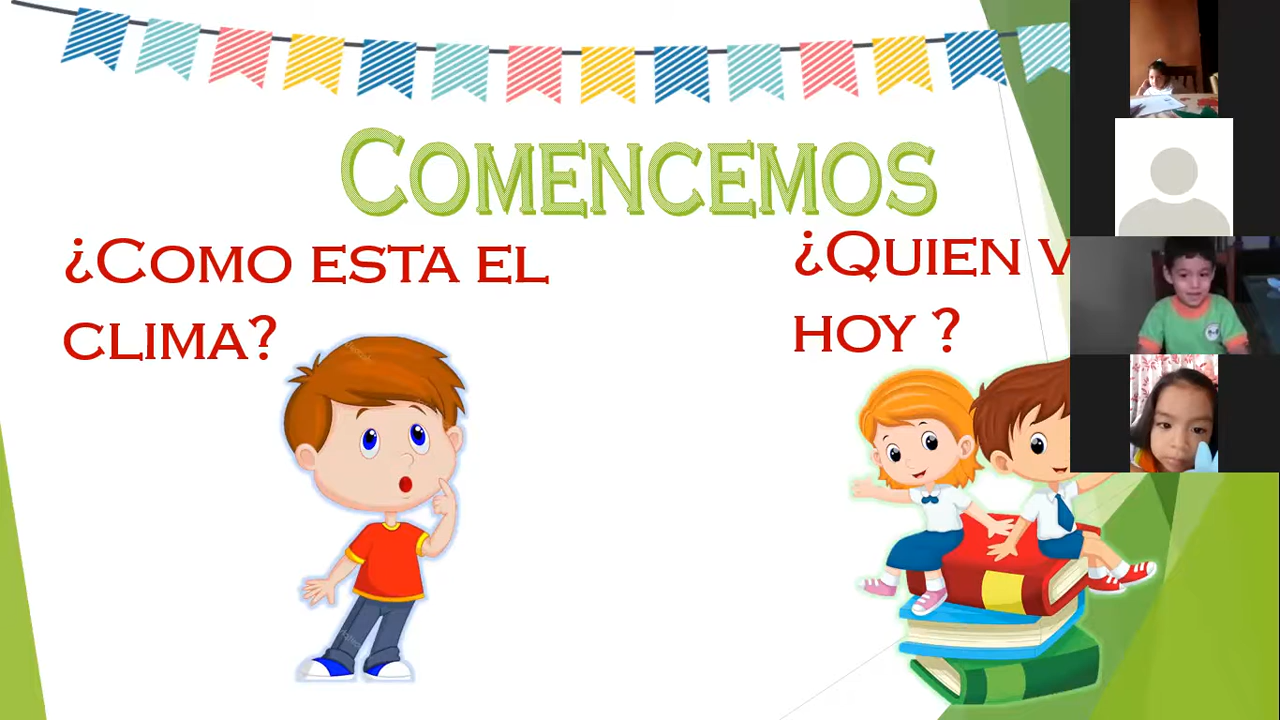 Comencemos
¿Como esta el
clima?
¿Quien v
hoy ?